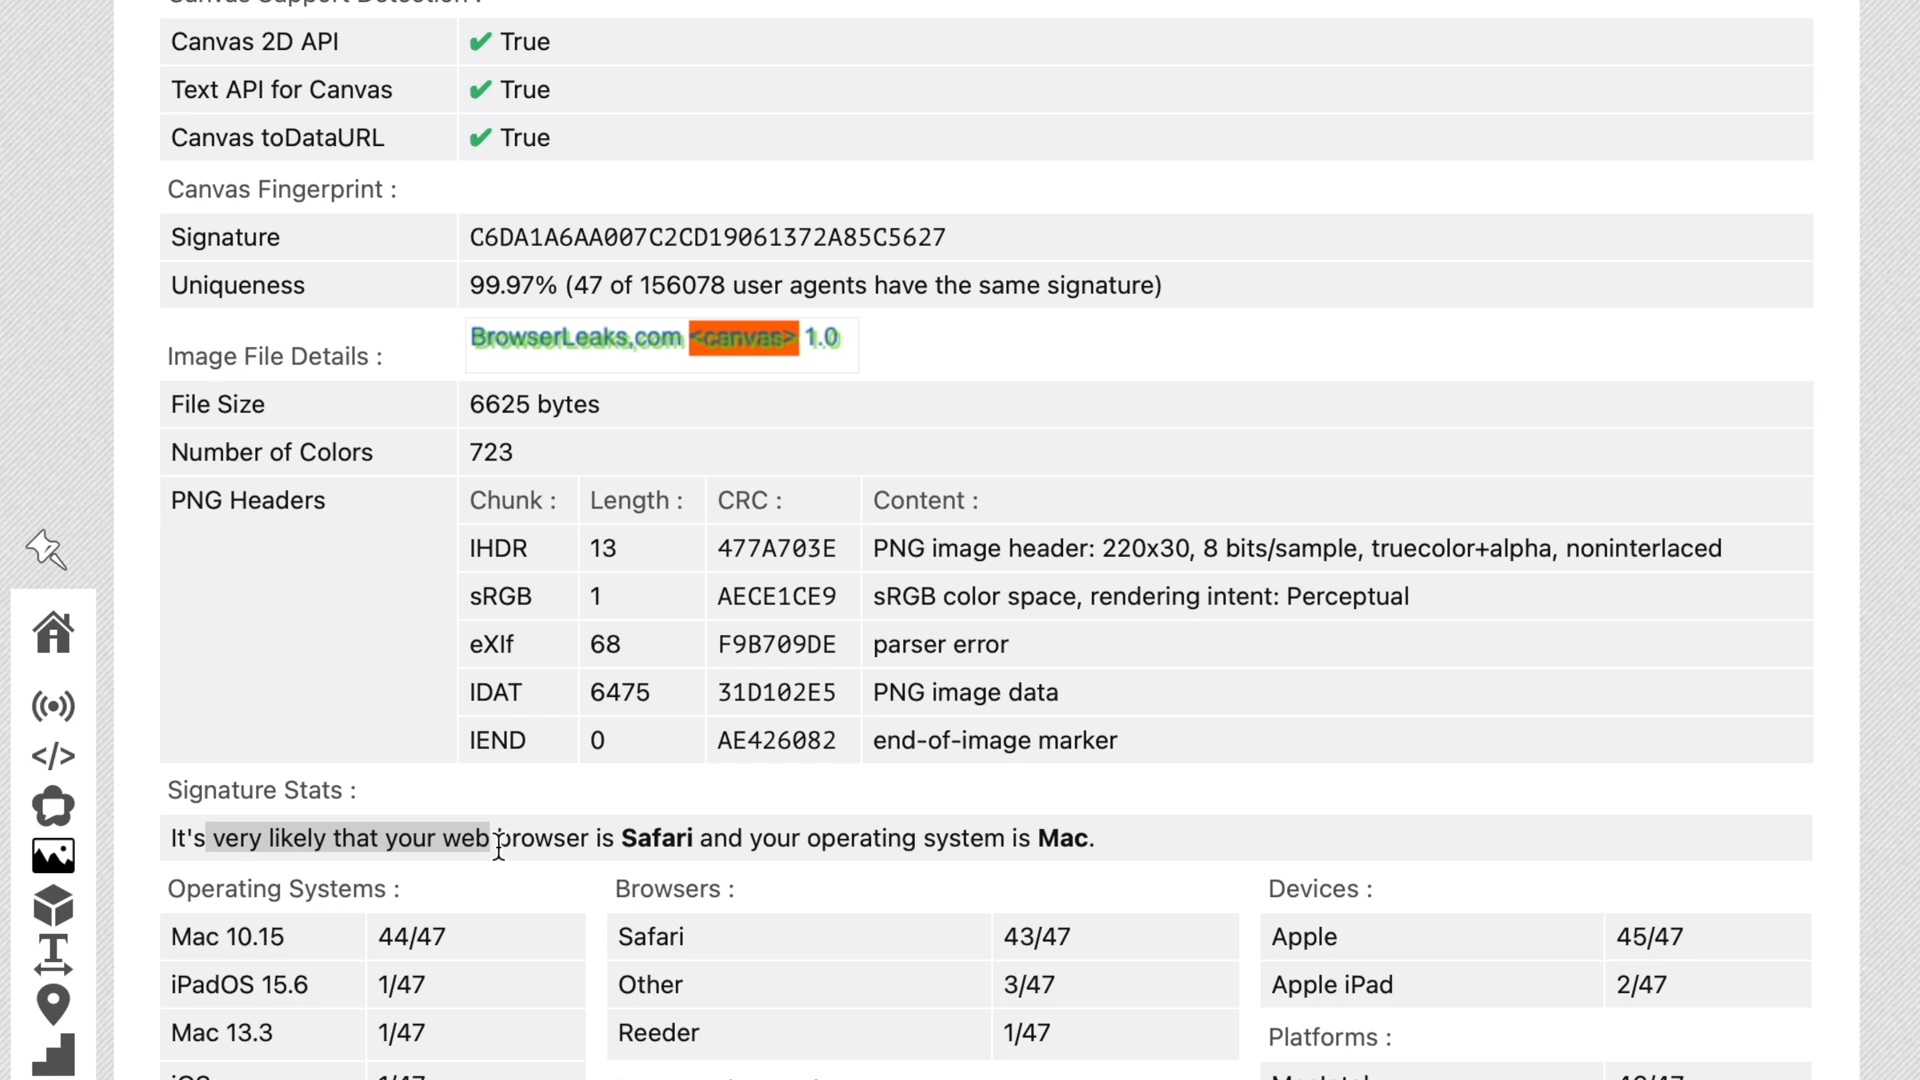 Canvas Support Detection :
Canvas 2D API ✔ True
Text API for Canvas ✔ True
Canvas toDataURL ✔ True
Canvas Fingerprint :
Signature C6DA1A6AA007C2CD19061372A85C5627
Uniqueness 99.97% (47 of 156078 user agents have the same signature)
BrowserLeaks,com <canvas> 1.0
Image File Details :
File Size 6625 bytes
Number of Colors 723
PNG Headers Chunk : Length : CRC : Content :
IHDR 13 477A703E PNG image header: 220x30, 8 bits/sample, truecolor+alpha, noninterlaced
sRGB 1 AECE1CE9 sRGB color space, rendering intent: Perceptual
eXIf 68 F9B709DE parser error
IDAT 6475 31D102E5 PNG image data
IEND 0 AE426082 end-of-image marker
Signature Stats :
It's very likely that your web browser is Safari and your operating system is Mac.
Operating Systems : Browsers : Devices :
Mac 10.15 44/47 Safari 43/47 Apple 45/47
iPadOS 15.6 1/47 Other 3/47 Apple iPad 2/47
Mac 13.3 1/47 Reeder 1/47 Platforms :
iOS 1/47